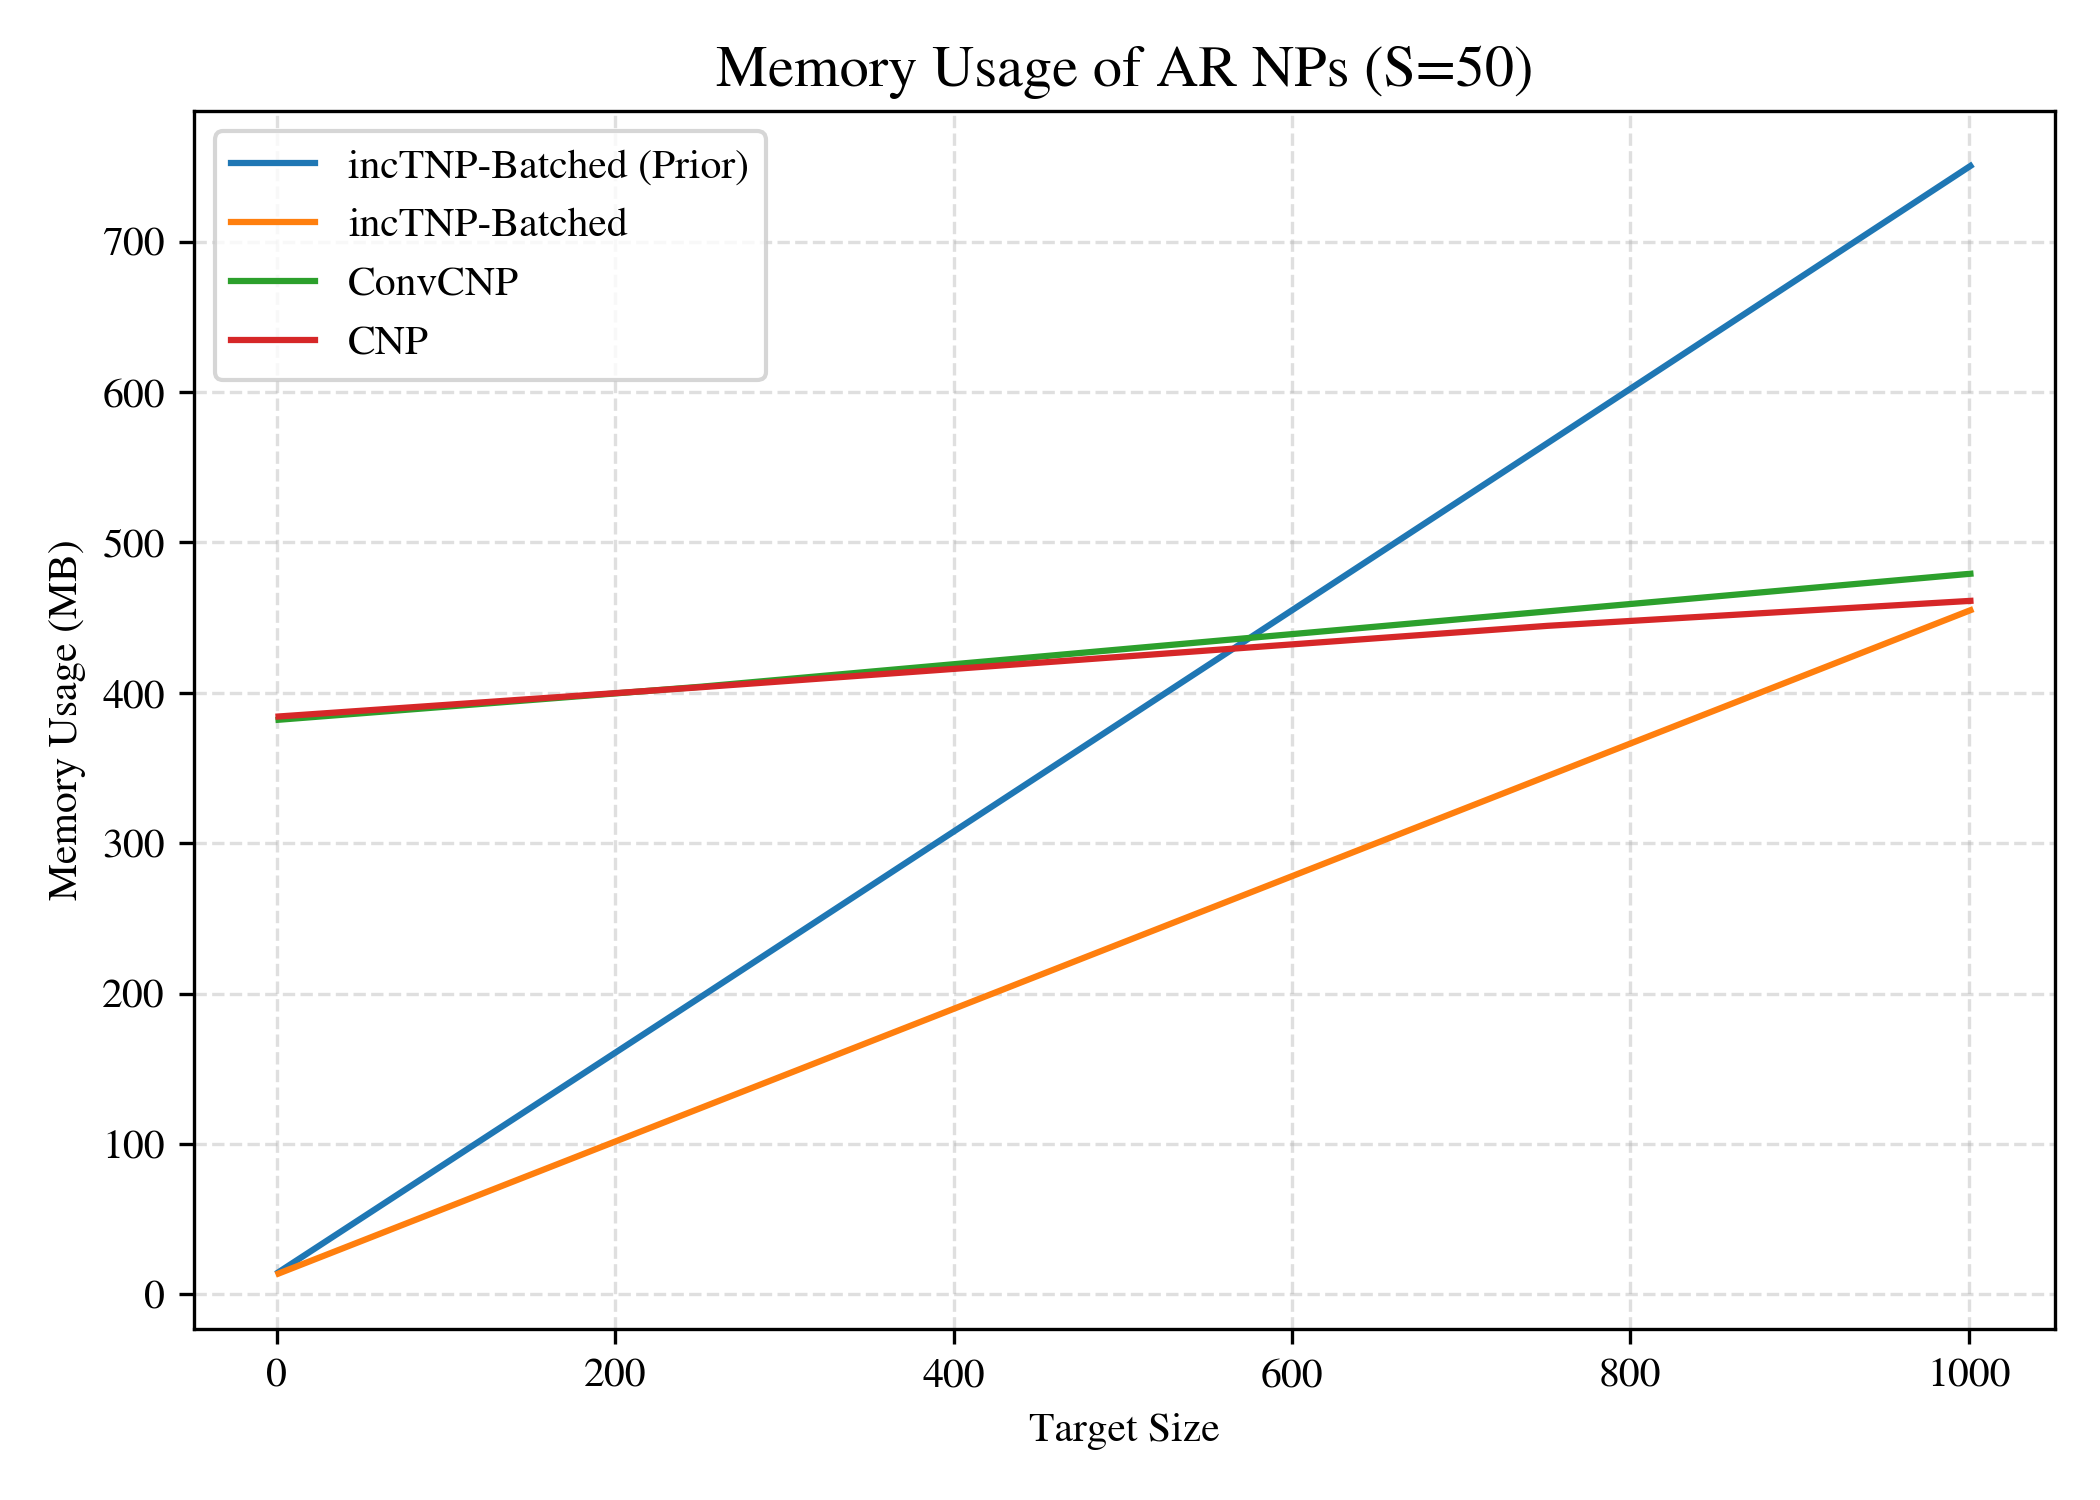 Memory Usage of AR NPs (S=50)
incTNP-Batched (Prior)
incTNP-Batched
ConvCNP
CNP
Memory Usage (MB)
700
600
500
400
300
200
100
0
0 200 400 600 800 1000
Target Size